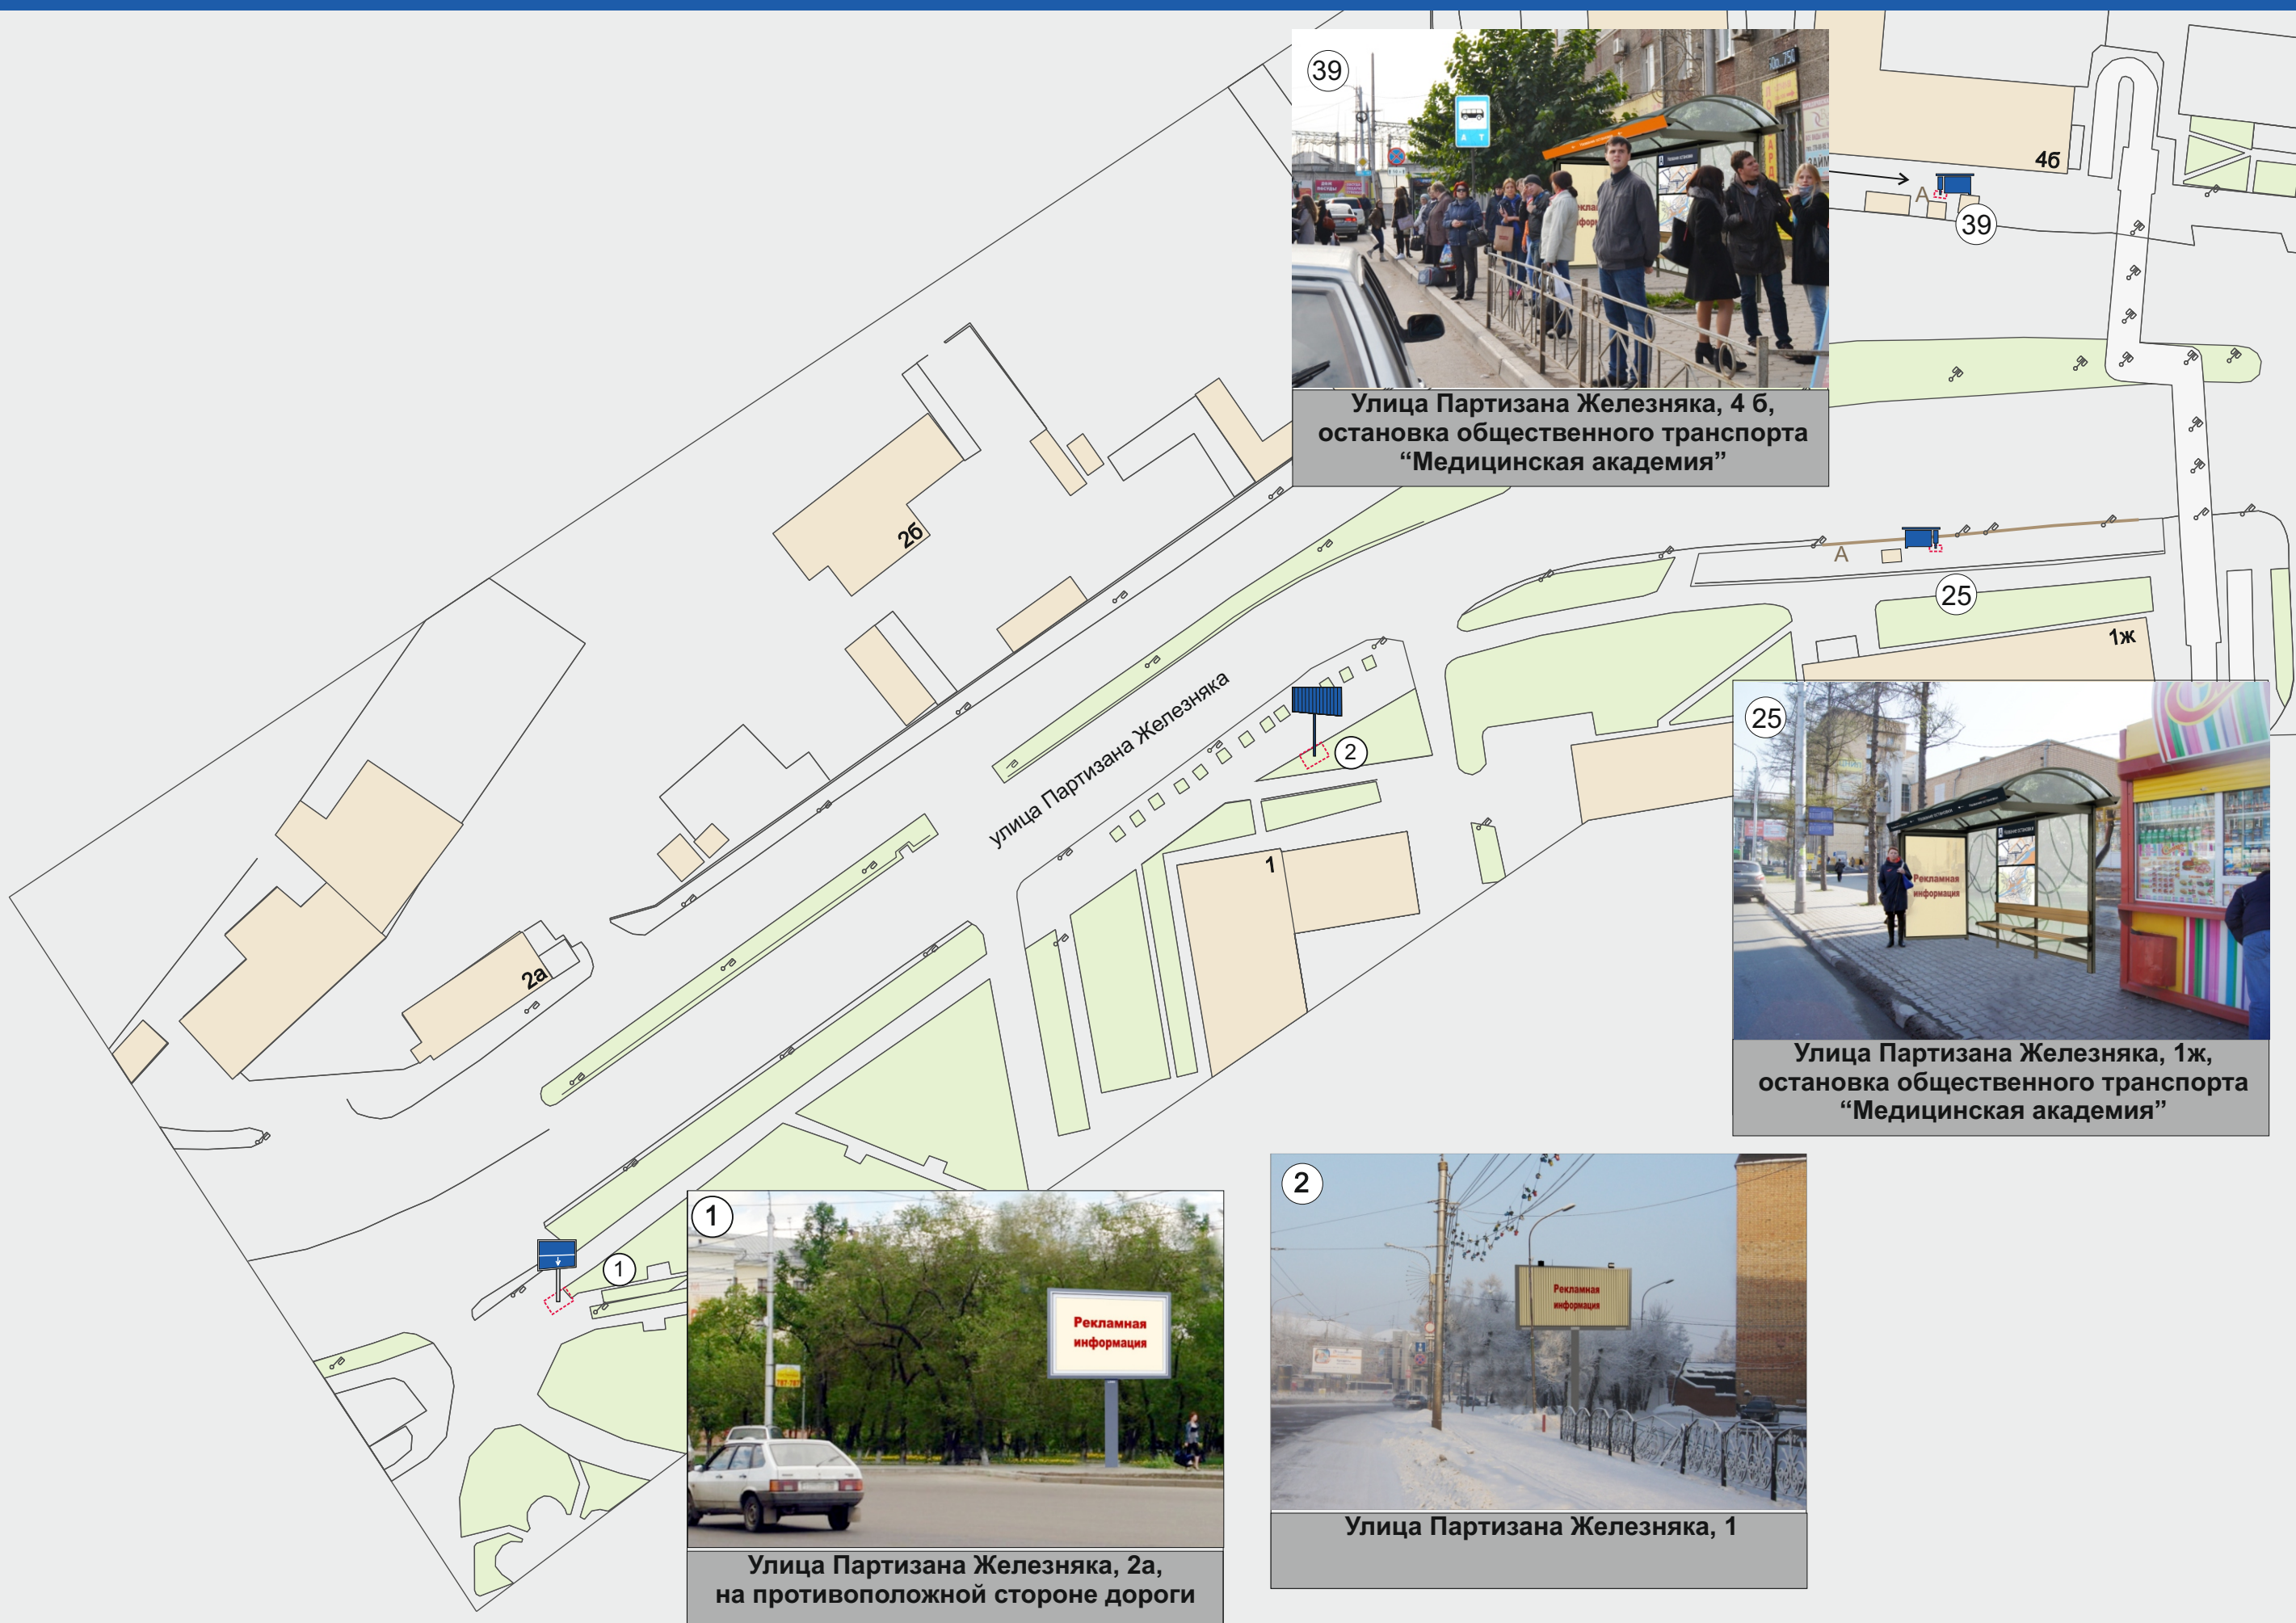 39
А Т
Улица Партизана Железняка, 4 б,
остановка общественного транспорта
“Медицинская академия”
4б
А
39
2б
А
25
1ж
улица Партизана Железняка
2
1
2а
25
Рекламная
информация
Улица Партизана Железняка, 1ж,
остановка общественного транспорта
“Медицинская академия”
1
1
Рекламная
информация
787-787
Улица Партизана Железняка, 2а,
на противоположной стороне дороги
2
Рекламная
информация
Улица Партизана Железняка, 1